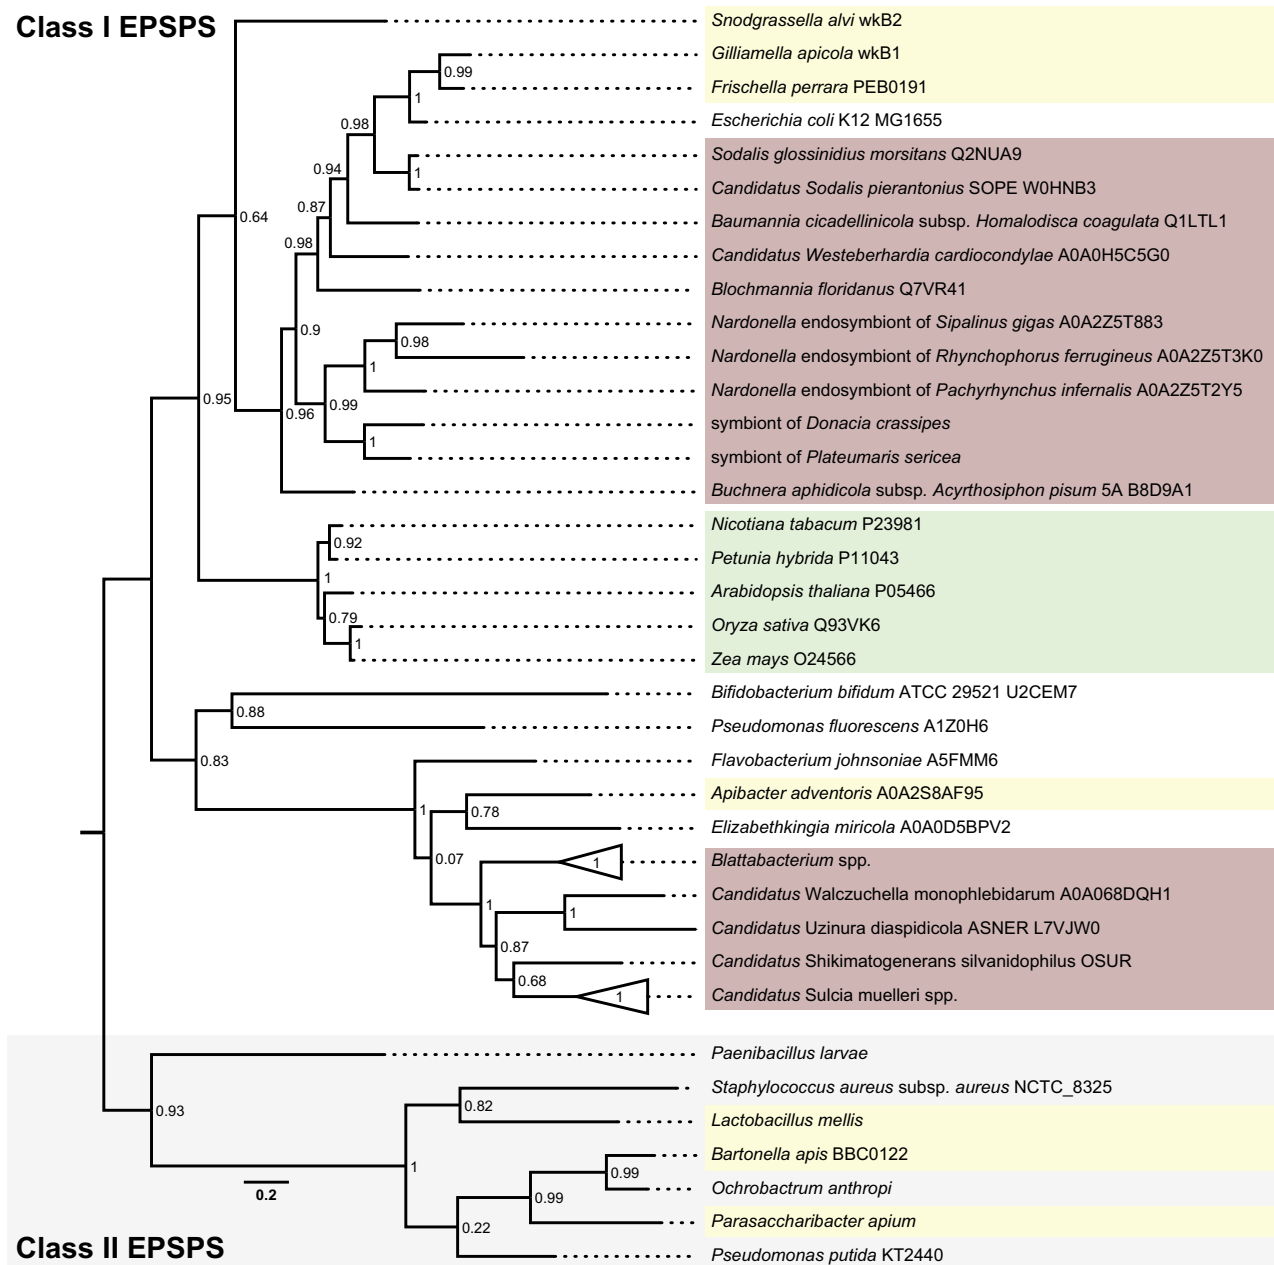 Class I EPSPS
Snodgrassella alvi wkB2
Gilliamella apicola wkB1
0.99
Frischella perrara PEB0191
1
Escherichia coli K12 MG1655
0.98
Sodalis glossinidius morsitans Q2NUA9
1
0.94
Candidatus Sodalis pierantonius SOPE W0HNB3
0.87
0.64
Baumannia cicadellinicola subsp. Homalodisca coagulata Q1LTL1
0.98
Candidatus Westeberhardia cardiocondylae A0A0H5C5G0
Blochmannia floridanus Q7VR41
0.9
Nardonella endosymbiont of Sipalinus gigas A0A2Z5T883
0.98
Nardonella endosymbiont of Rhynchophorus ferrugineus A0A2Z5T3K0
1
Nardonella endosymbiont of Pachyrhynchus infernalis A0A2Z5T2Y5
0.95
0.99
0.96
symbiont of Donacia crassipes
1
symbiont of Plateumaris sericea
Buchnera aphidicola subsp. Acyrthosiphon pisum 5A B8D9A1
Nicotiana tabacum P23981
0.92
Petunia hybrida P11043
1
Arabidopsis thaliana P05466
0.79
Oryza sativa Q93VK6
1
Zea mays O24566
Bifidobacterium bifidum ATCC 29521 U2CEM7
0.88
Pseudomonas fluorescens A1Z0H6
0.83
Flavobacterium johnsoniae A5FMM6
Apibacter adventoris A0A2S8AF95
1
0.78
Elizabethkingia miricola A0A0D5BPV2
0.07
1
Blattabacterium spp.
Candidatus Walczuchella monophlebidarum A0A068DQH1
1
1
Candidatus Uzinura diaspidicola ASNER L7VJW0
0.87
Candidatus Shikimatogenerans silvanidophilus OSUR
0.68
1
Candidatus Sulcia muelleri spp.
Paenibacillus larvae
Staphylococcus aureus subsp. aureus NCTC_8325
0.93
0.82
Lactobacillus mellis
Bartonella apis BBC0122
1
0.99
Ochrobactrum anthropi
0.2
0.99
Parasaccharibacter apium
0.22
Class II EPSPS
Pseudomonas putida KT2440